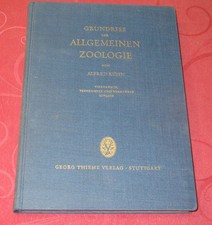 GRUNDRISS
DER
ALLGEMEINEN
ZOOLOGIE
VON
ALFRED KÜHN
GEORG THIEME VERLAG · STUTTGART